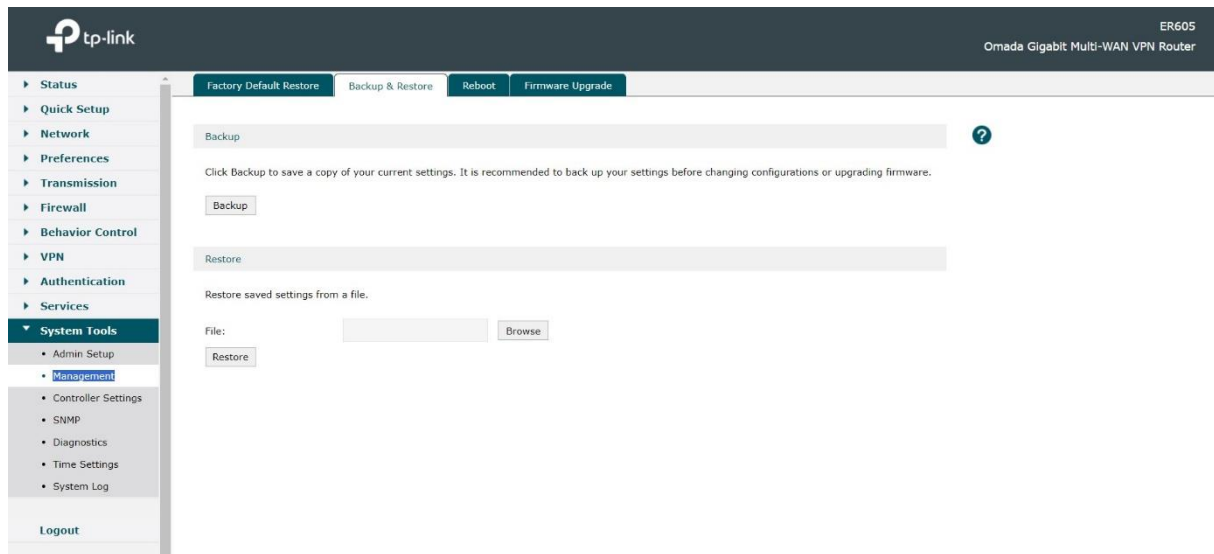 tp-link
ER605
Omada Gigabit Multi-WAN VPN Router
Status
Quick Setup
Network
Preferences
Transmission
Firewall
Behavior Control
VPN
Authentication
Services
System Tools
Admin Setup
Management
Controller Settings
SNMP
Diagnostics
Time Settings
System Log
Logout
Factory Default Restore Backup & Restore Reboot Firmware Upgrade
Backup
?
Click Backup to save a copy of your current settings. It is recommended to back up your settings before changing configurations or upgrading firmware.
Backup
Restore
Restore saved settings from a file.
File: Browse
Restore